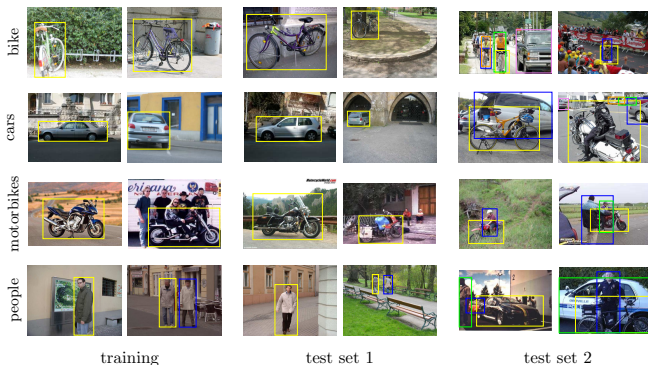 bike
cars
motorbikes
people
training
test set 1
test set 2